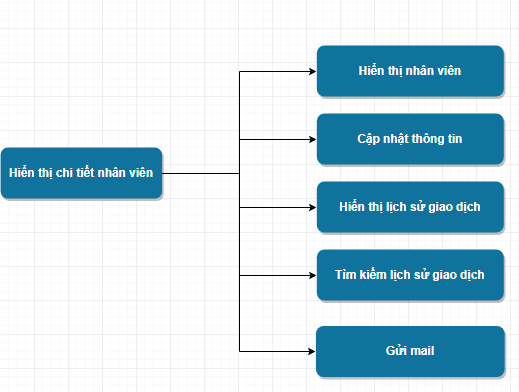 Hiển thị nhân viên
Cập nhật thông tin
Hiển thị chi tiết nhân viên
Hiển thị lịch sử giao dịch
Tìm kiếm lịch sử giao dịch
Gửi mail